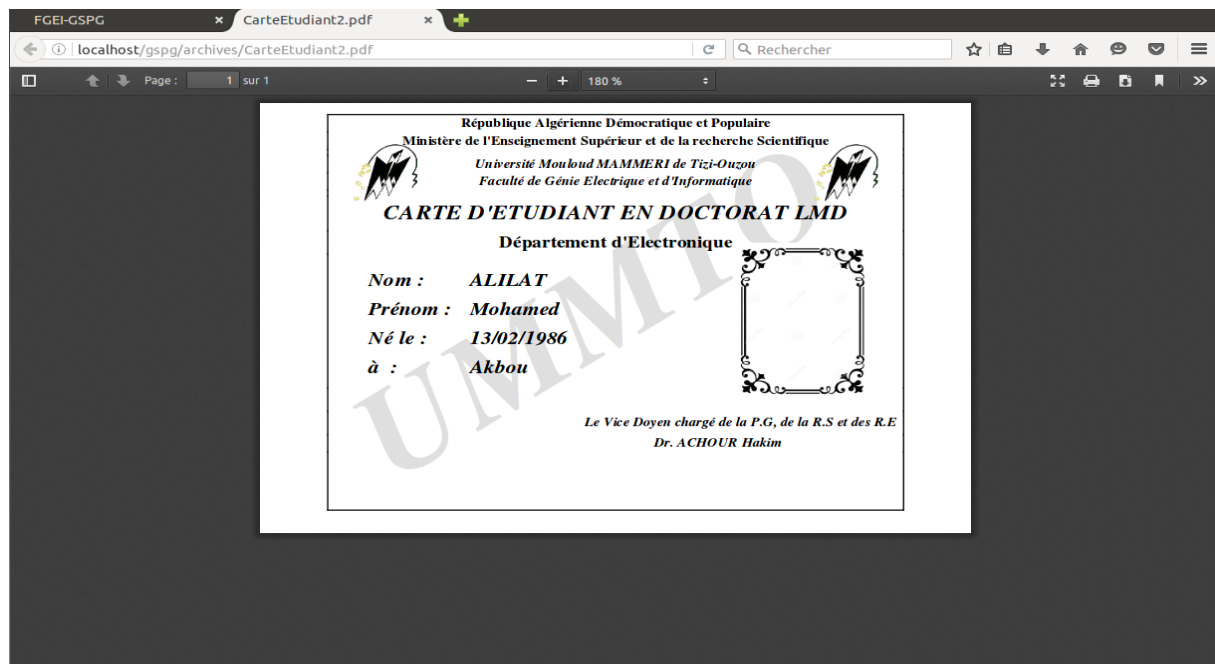 FGEI-GSPG × CarteEtudiant2.pdf ×
localhost/gspg/archives/CarteEtudiant2.pdf Rechercher
Page : 1 sur 1 − + 180 %
République Algérienne Démocratique et Populaire
Ministère de l'Enseignement Supérieur et de la recherche Scientifique
Université Mouloud MAMMERI de Tizi-Ouzou
Faculté de Génie Electrique et d'Informatique
CARTE D'ETUDIANT EN DOCTORAT LMD
Département d'Electronique
Nom : ALILAT
Prénom : Mohamed
Né le : 13/02/1986
à : Akbou
UMMTO
Le Vice Doyen chargé de la P.G, de la R.S et des R.E
Dr. ACHOUR Hakim